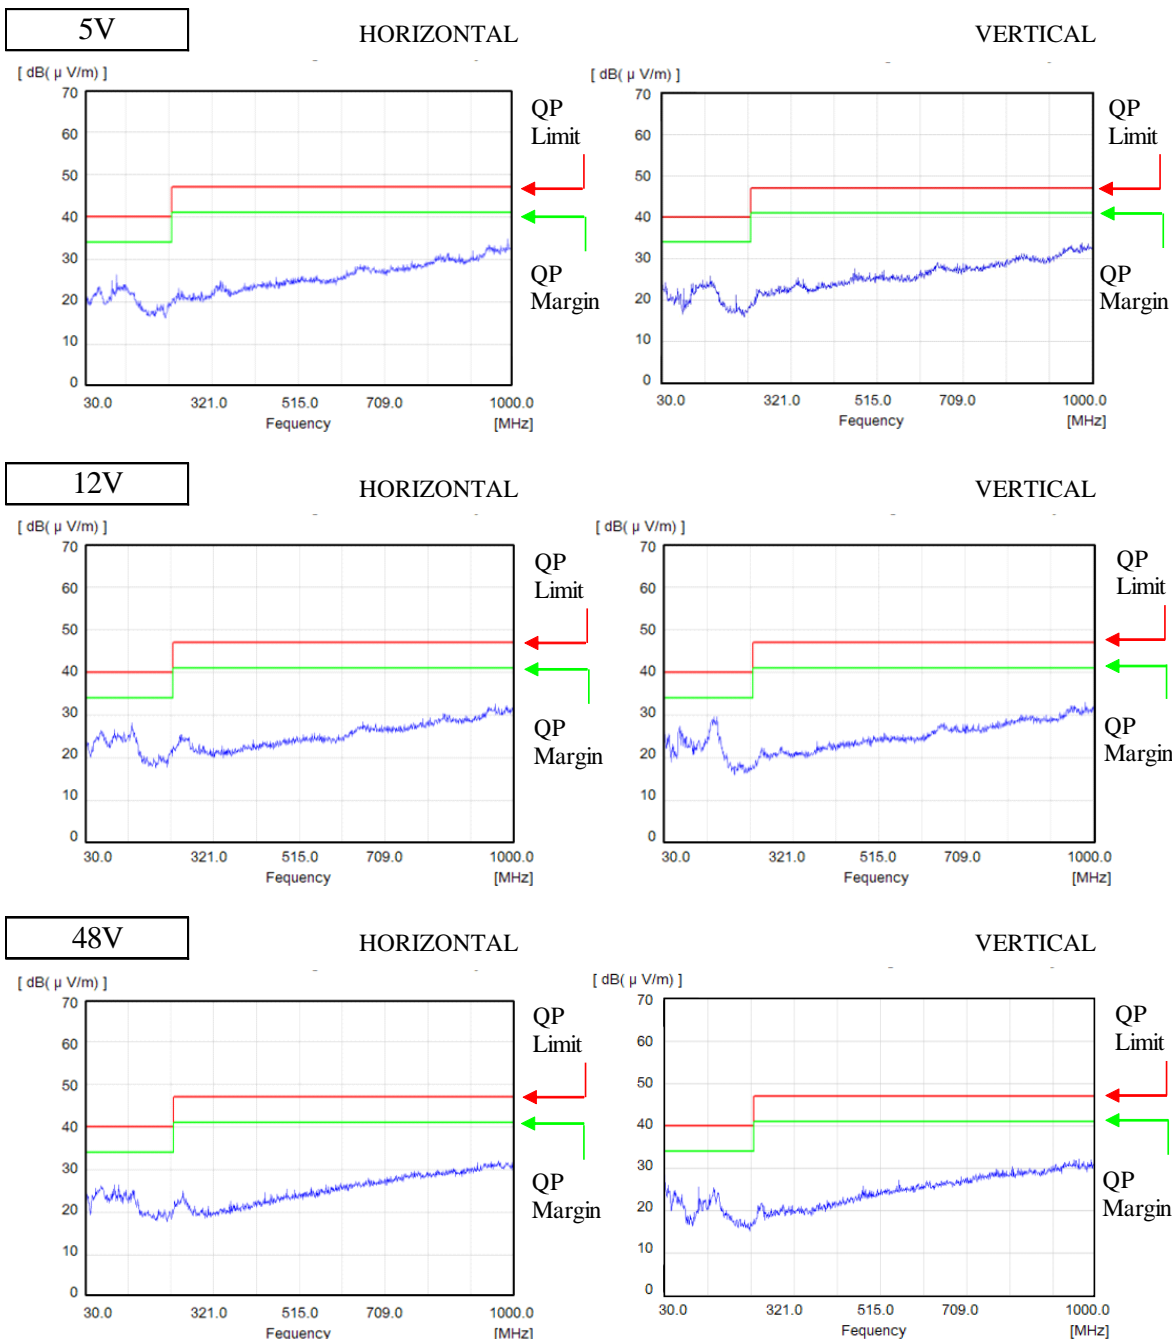 5V
HORIZONTAL
VERTICAL
[ dB( μ V/m) ]
70
60
50
40
30
20
10
0
30.0 321.0 515.0 709.0 1000.0
Fequency [MHz]
QP
Limit
QP
Margin
[ dB( μ V/m) ]
70
60
50
40
30
20
10
0
30.0 321.0 515.0 709.0 1000.0
Fequency [MHz]
QP
Limit
QP
Margin
12V
HORIZONTAL
VERTICAL
[ dB( μ V/m) ]
70
60
50
40
30
20
10
0
30.0 321.0 515.0 709.0 1000.0
Fequency [MHz]
QP
Limit
QP
Margin
[ dB( μ V/m) ]
70
60
50
40
30
20
10
0
30.0 321.0 515.0 709.0 1000.0
Fequency [MHz]
QP
Limit
QP
Margin
48V
HORIZONTAL
VERTICAL
[ dB( μ V/m) ]
70
60
50
40
30
20
10
0
30.0 321.0 515.0 709.0 1000.0
Fequency [MHz]
QP
Limit
QP
Margin
[ dB( μ V/m) ]
70
60
50
40
30
20
10
0
30.0 321.0 515.0 709.0 1000.0
Fequency [MHz]
QP
Limit
QP
Margin